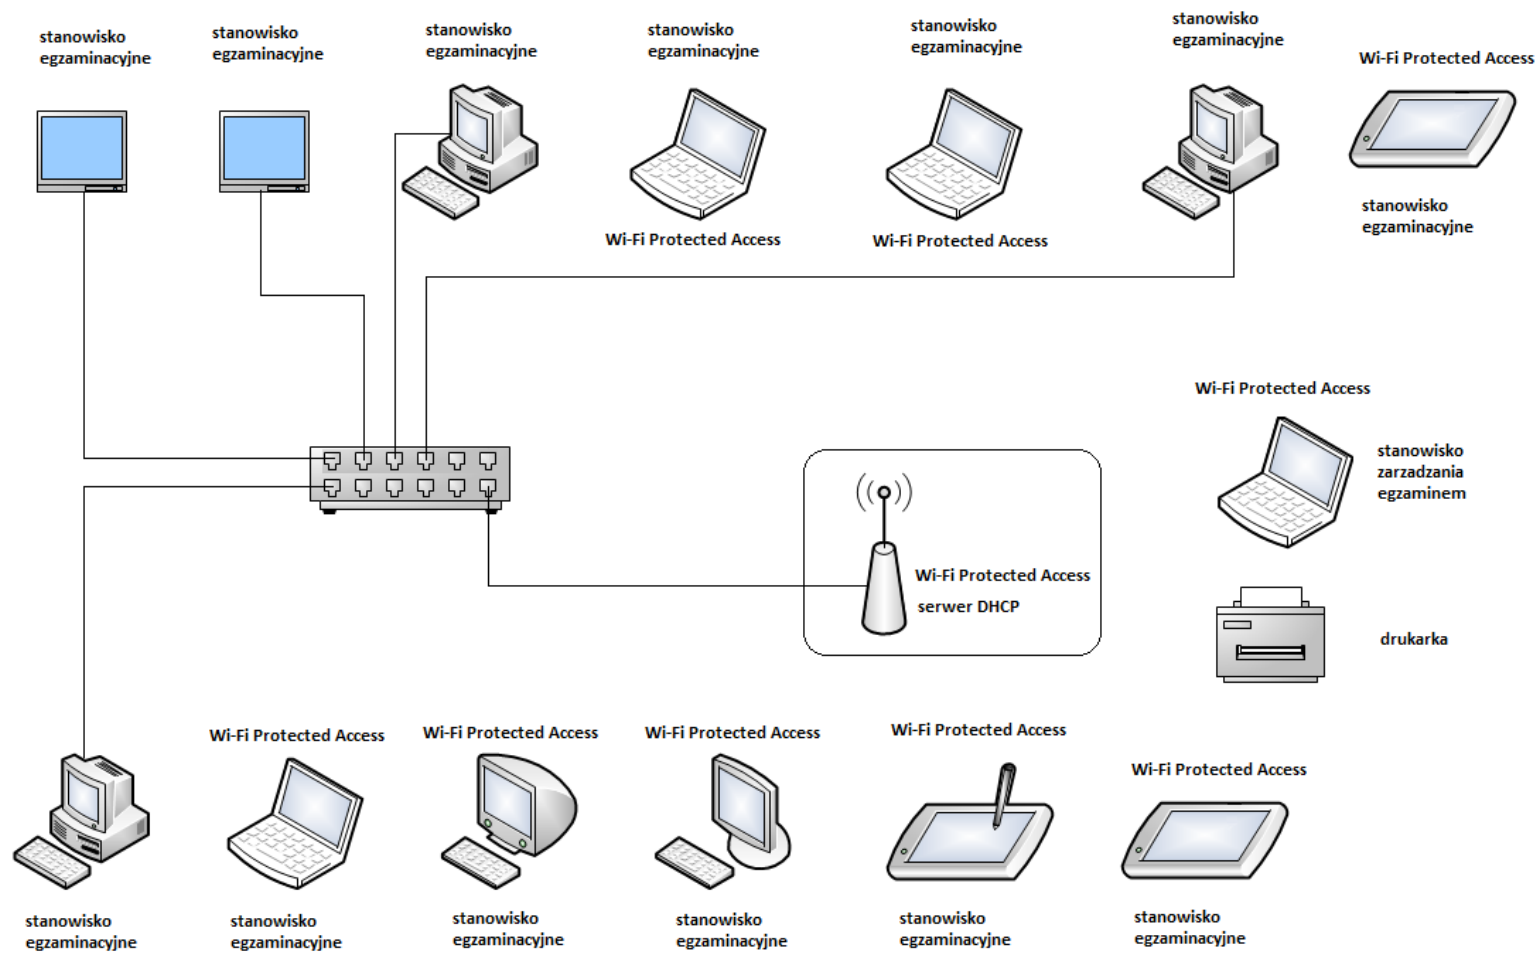 stanowisko
egzaminacyjne
stanowisko
egzaminacyjne
stanowisko
egzaminacyjne
stanowisko
egzaminacyjne
stanowisko
egzaminacyjne
stanowisko
egzaminacyjne
Wi-Fi Protected Access
stanowisko
egzaminacyjne
Wi-Fi Protected Access
Wi-Fi Protected Access
Wi-Fi Protected Access
stanowisko
zarzadzania
egzaminem
Wi-Fi Protected Access
serwer DHCP
drukarka
Wi-Fi Protected Access
Wi-Fi Protected Access
Wi-Fi Protected Access
Wi-Fi Protected Access
Wi-Fi Protected Access
stanowisko
egzaminacyjne
stanowisko
egzaminacyjne
stanowisko
egzaminacyjne
stanowisko
egzaminacyjne
stanowisko
egzaminacyjne
stanowisko
egzaminacyjne